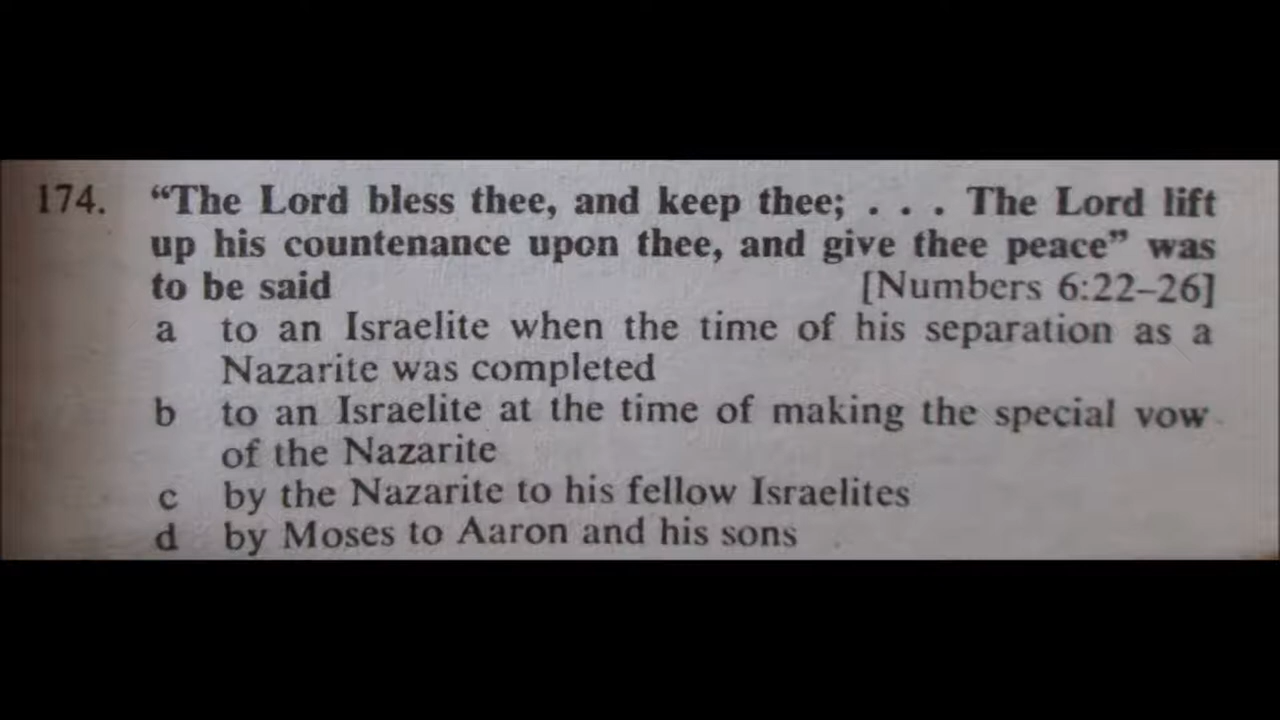 174. “The Lord bless thee, and keep thee; . . . The Lord lift
up his countenance upon thee, and give thee peace” was
to be said [Numbers 6:22–26]
a to an Israelite when the time of his separation as a
Nazarite was completed
b to an Israelite at the time of making the special vow
of the Nazarite
c by the Nazarite to his fellow Israelites
d by Moses to Aaron and his sons